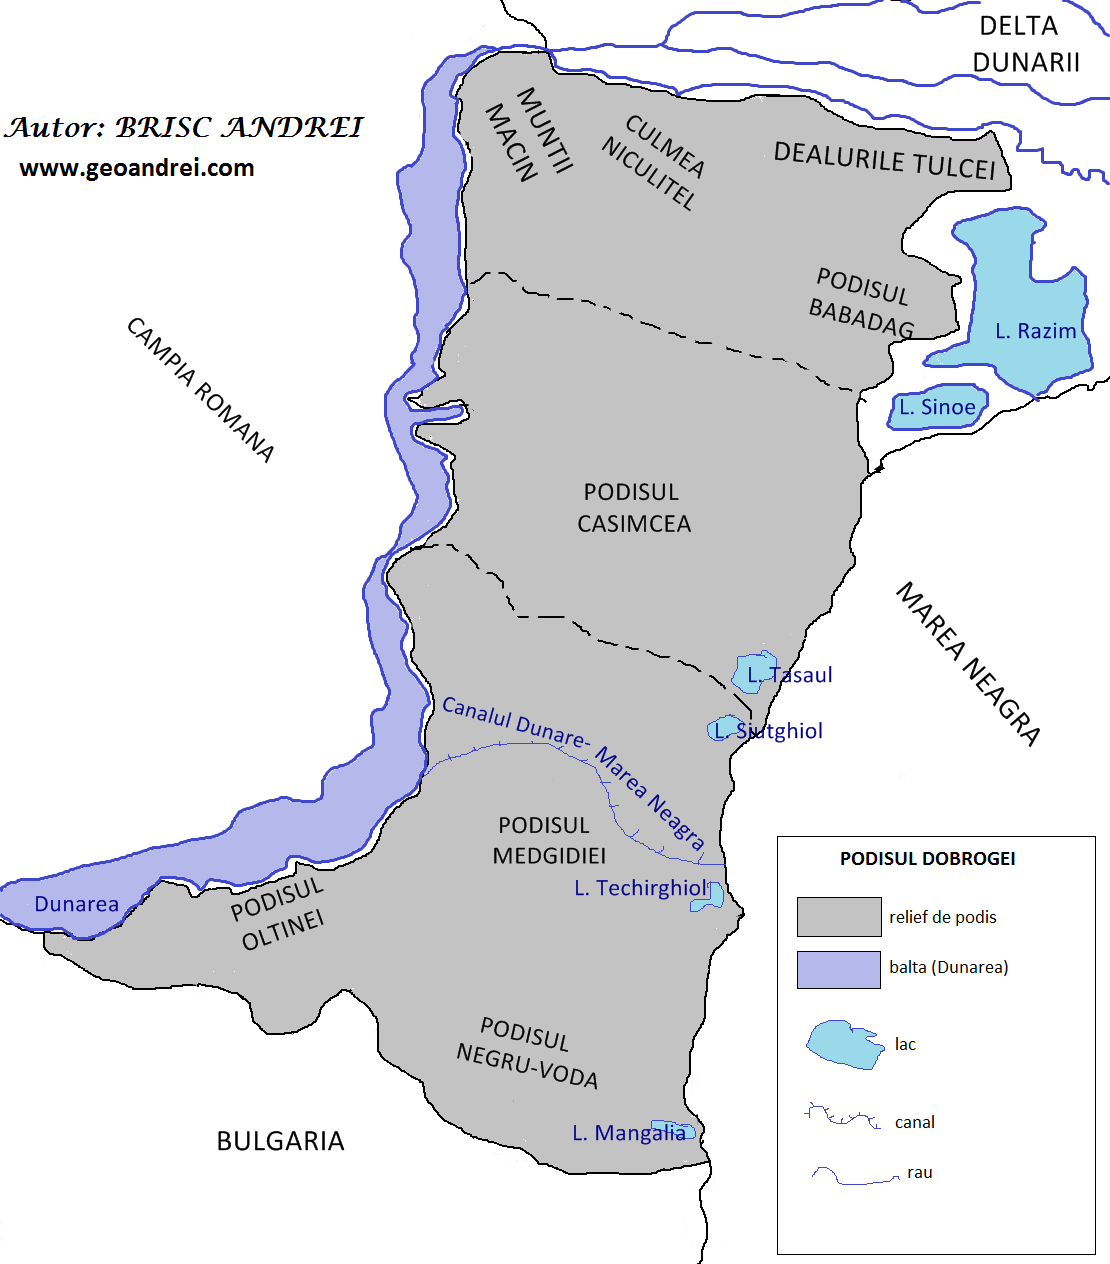 DELTA
DUNARII
Autor: BRISC ANDREI
www.geoandrei.com
MUNTII
MACIN
CULMEA
NICULITEL
DEALURILE TULCEI
PODISUL
BABADAG
L. Razim
L. Sinoe
CAMPIA ROMANA
PODISUL
CASIMCEA
MAREA NEAGRA
L. Tasaul
L. Siutghiol
Canalul Dunare- Marea Neagra
PODISUL
MEDGIDIEI
L. Techirghiol
Dunarea
PODISUL
OLTINEI
PODISUL
NEGRU-VODA
L. Mangalia
BULGARIA
PODISUL DOBROGEI
relief de podis
balta (Dunarea)
lac
canal
rau